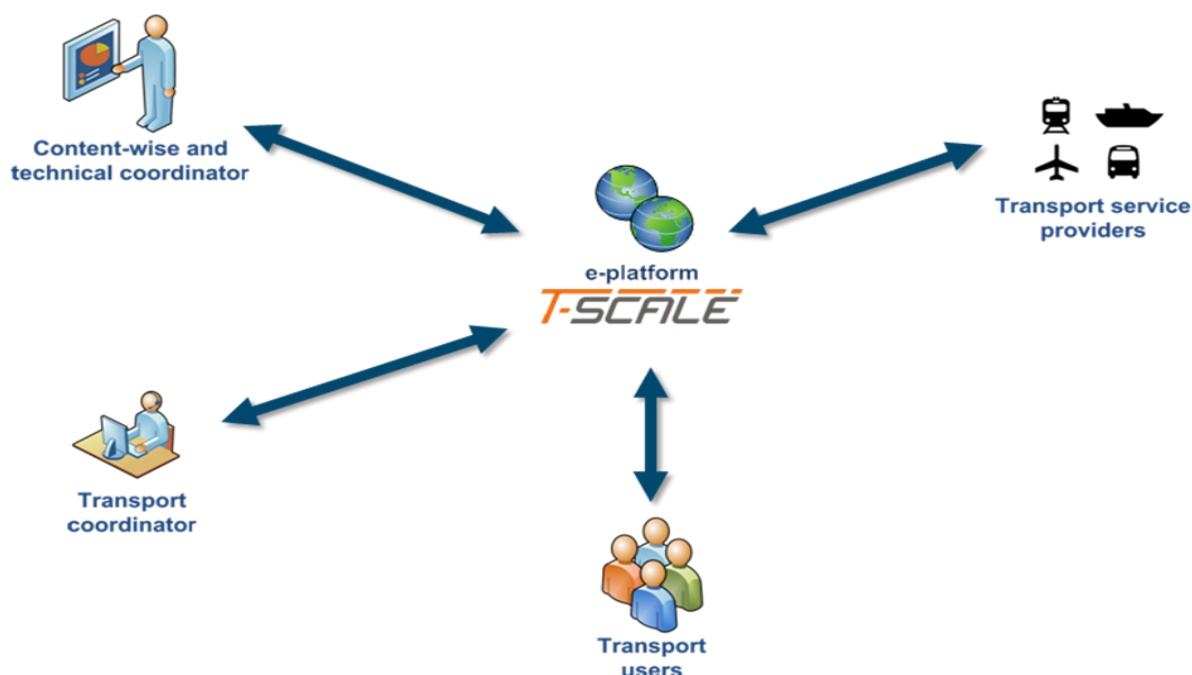 Content-wise and
technical coordinator
Transport service
providers
e-platform
T-SCALE
Transport
coordinator
Transport
users